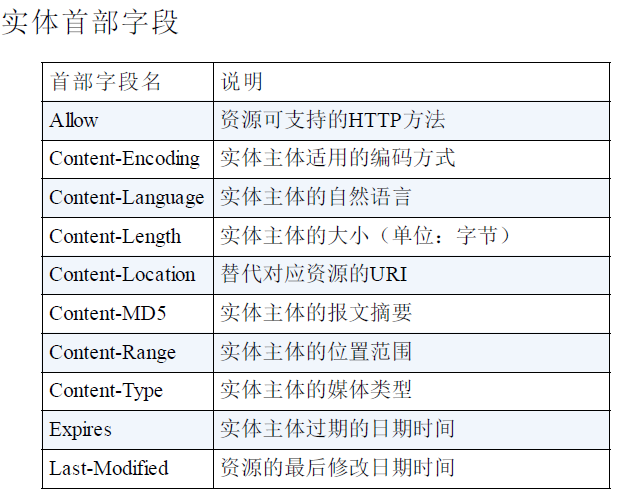 实体首部字段
首部字段名 说明
Allow 资源可支持的HTTP方法
Content-Encoding 实体主体适用的编码方式
Content-Language 实体主体的自然语言
Content-Length 实体主体的大小（单位：字节）
Content-Location 替代对应资源的URI
Content-MD5 实体主体的报文摘要
Content-Range 实体主体的位置范围
Content-Type 实体主体的媒体类型
Expires 实体主体过期的日期时间
Last-Modified 资源的最后修改日期时间